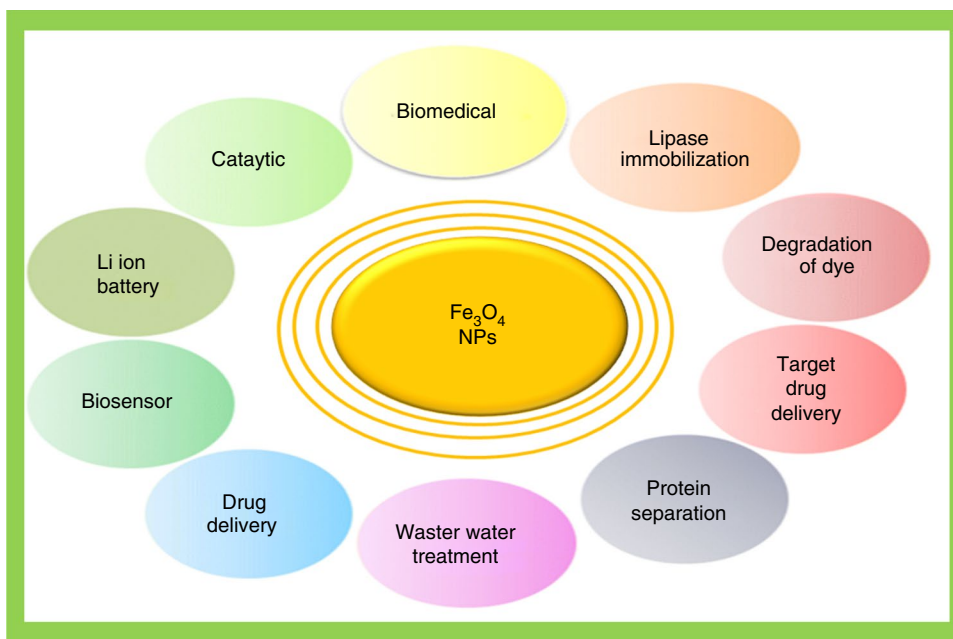 Biomedical
Lipase
immobilization
Cataytic
Degradation
of dye
Li ion
battery
Fe₃O₄
NPs
Target
drug
delivery
Biosensor
Protein
separation
Drug
delivery
Waster water
treatment